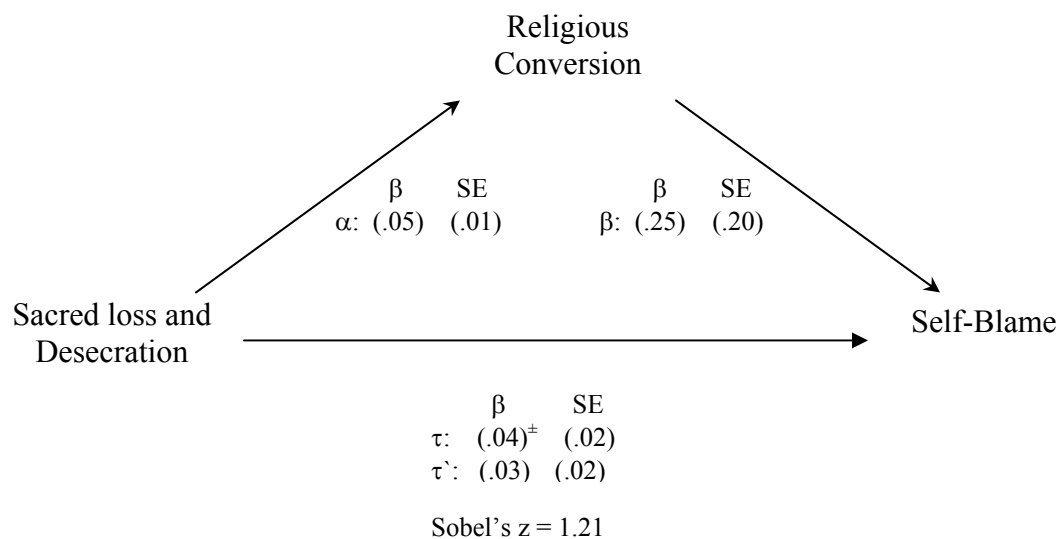 Religious
Conversion
β SE
α: (.05) (.01)
β SE
β: (.25) (.20)
Sacred loss and
Desecration
Self-Blame
β SE
τ: (.04)± (.02)
τ`: (.03) (.02)
Sobel’s z = 1.21